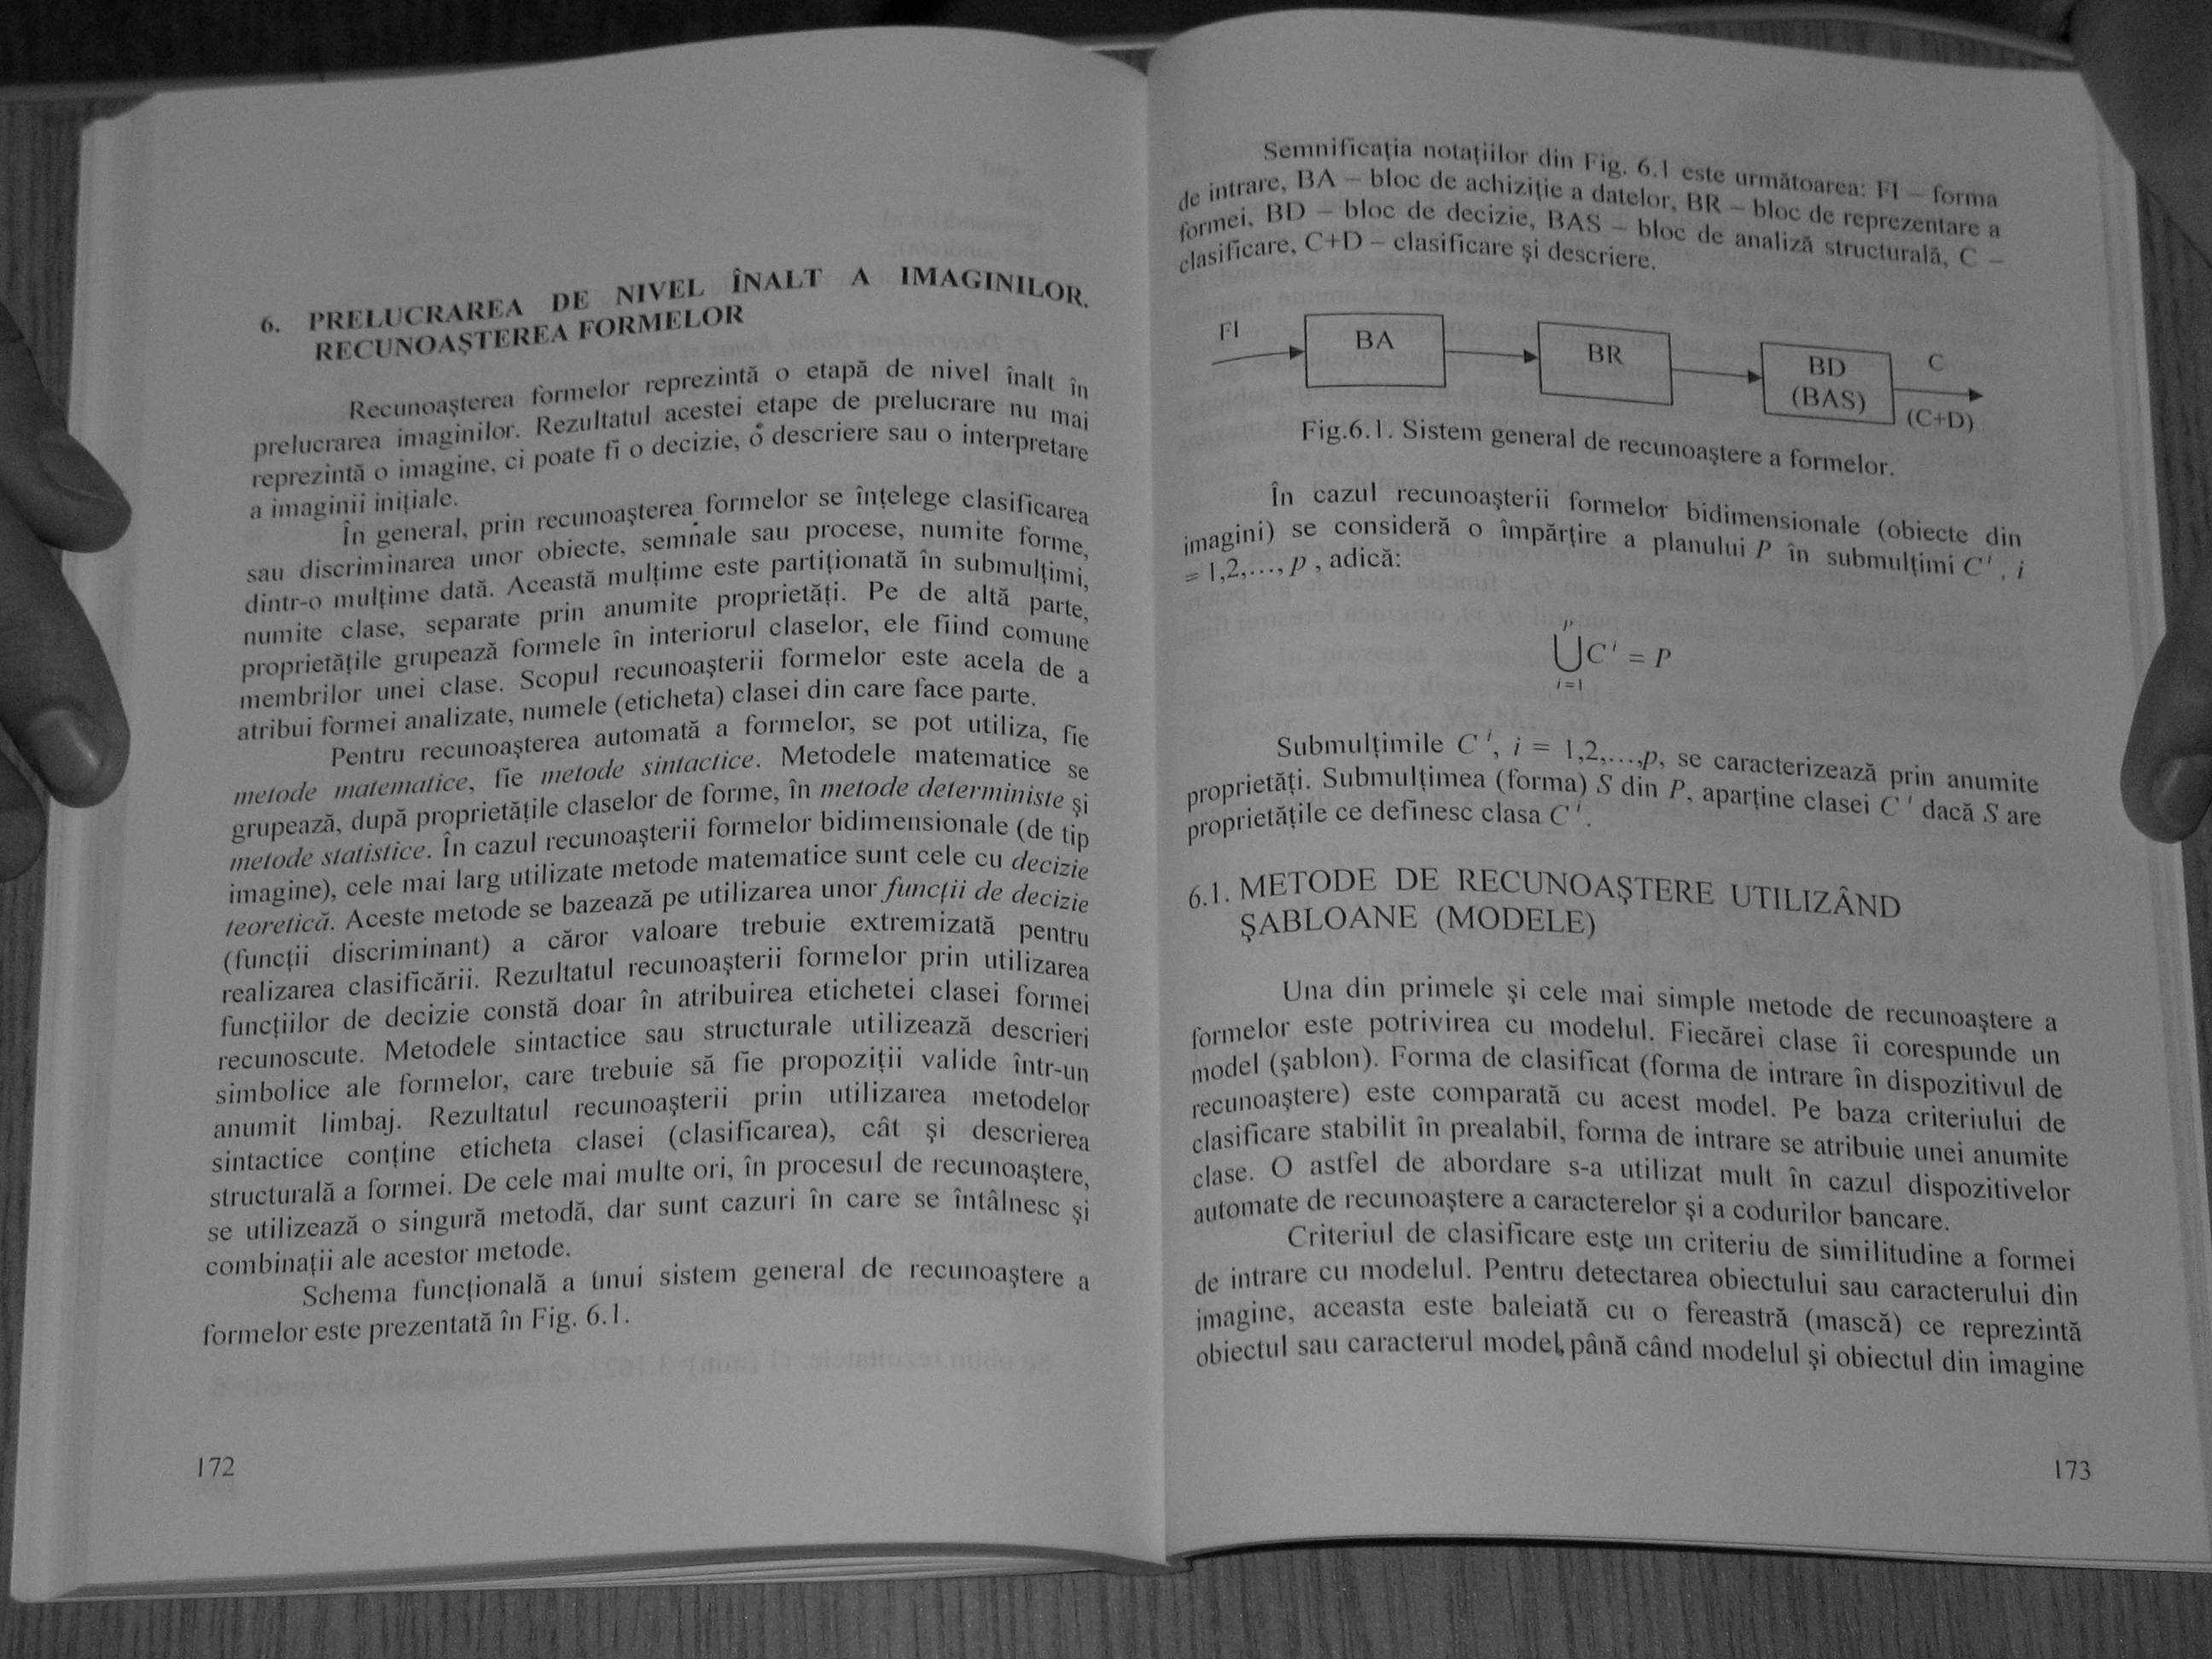 6. PRELUCRAREA DE NIVEL ÎNALT A IMAGINILOR.
RECUNOAŞTEREA FORMELOR
Recunoaşterea formelor reprezintă o etapă de nivel înalt în
prelucrarea imaginilor. Rezultatul acestei etape de prelucrare nu mai
reprezintă o imagine, ci poate fi o decizie, o descriere sau o interpretare
a imaginii iniţiale.
În general, prin recunoaşterea formelor se înţelege clasificarea
sau discriminarea unor obiecte, semnale sau procese, numite forme,
dintr-o mulţime dată. Această mulţime este partiţionată în submulţimi,
numite clase, separate prin anumite proprietăţi. Pe de altă parte,
proprietăţile grupează formele în interiorul claselor, ele fiind comune
membrilor unei clase. Scopul recunoaşterii formelor este acela de a
atribui formei analizate, numele (eticheta) clasei din care face parte.
Pentru recunoaşterea automată a formelor, se pot utiliza, fie
metode matematice, fie metode sintactice. Metodele matematice se
grupează, după proprietăţile claselor de forme, în metode deterministe şi
metode statistice. În cazul recunoaşterii formelor bidimensionale (de tip
imagine), cele mai larg utilizate metode matematice sunt cele cu decizie
teoretică. Aceste metode se bazează pe utilizarea unor funcţii de decizie
(funcţii discriminant) a căror valoare trebuie extremizată pentru
realizarea clasificării. Rezultatul recunoaşterii formelor prin utilizarea
funcţiilor de decizie constă doar în atribuirea etichetei clasei formei
recunoscute. Metodele sintactice sau structurale utilizează descrieri
simbolice ale formelor, care trebuie să fie propoziţii valide într-un
anumit limbaj. Rezultatul recunoaşterii prin utilizarea metodelor
sintactice conţine eticheta clasei (clasificarea), cât şi descrierea
structurală a formei. De cele mai multe ori, în procesul de recunoaştere,
se utilizează o singură metodă, dar sunt cazuri în care se întâlnesc şi
combinaţii ale acestor metode.
Schema funcţională a unui sistem general de recunoaştere a
formelor este prezentată în Fig. 6.1.
172
Semnificaţia notaţiilor din Fig. 6.1 este următoarea: FI – forma
de intrare, BA – bloc de achiziţie a datelor, BR – bloc de reprezentare a
formei, BD – bloc de decizie, BAS – bloc de analiză structurală, C –
clasificare, C+D – clasificare şi descriere.
FI BA BR BD C
(BAS) (C+D)
Fig.6.1. Sistem general de recunoaştere a formelor.
În cazul recunoaşterii formelor bidimensionale (obiecte din
imagini) se consideră o împărţire a planului P în submulţimi C^i , i
= 1,2,…, p , adică:
p
⋃C^i = P
i=1
Submulţimile C^i, i = 1,2,…,p, se caracterizează prin anumite
proprietăţi. Submulţimea (forma) S din P, aparţine clasei C^i dacă S are
proprietăţile ce definesc clasa C^i.
6.1. METODE DE RECUNOAŞTERE UTILIZÂND
ŞABLOANE (MODELE)
Una din primele şi cele mai simple metode de recunoaştere a
formelor este potrivirea cu modelul. Fiecărei clase îi corespunde un
model (şablon). Forma de clasificat (forma de intrare în dispozitivul de
recunoaştere) este comparată cu acest model. Pe baza criteriului de
clasificare stabilit în prealabil, forma de intrare se atribuie unei anumite
clase. O astfel de abordare s-a utilizat mult în cazul dispozitivelor
automate de recunoaştere a caracterelor şi a codurilor bancare.
Criteriul de clasificare este un criteriu de similitudine a formei
de intrare cu modelul. Pentru detectarea obiectului sau caracterului din
imagine, aceasta este baleiată cu o fereastră (mască) ce reprezintă
obiectul sau caracterul model, până când modelul şi obiectul din imagine
173